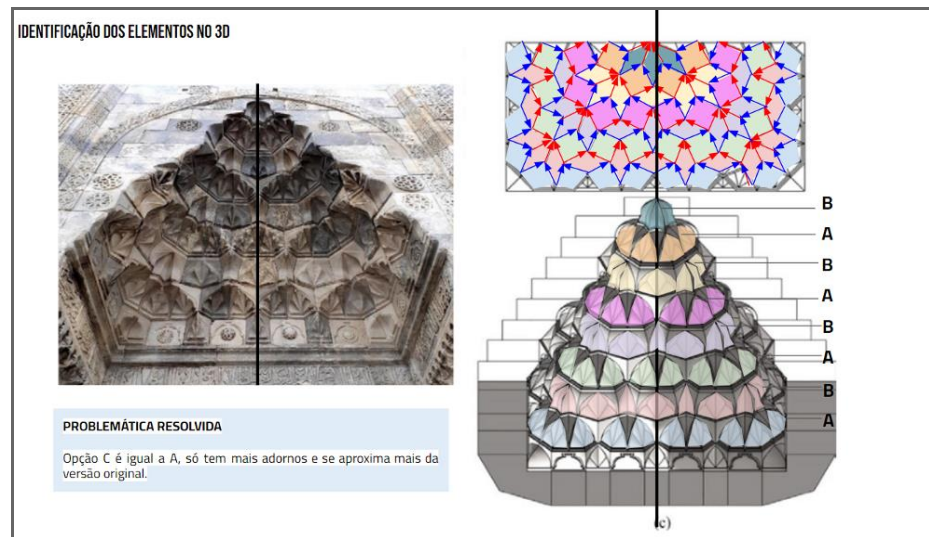 IDENTIFICAÇÃO DOS ELEMENTOS NO 3D
PROBLEMÁTICA RESOLVIDA
Opção C é igual a A, só tem mais adornos e se aproxima mais da
versão original.
B
A
B
A
B
A
B
A
(c)